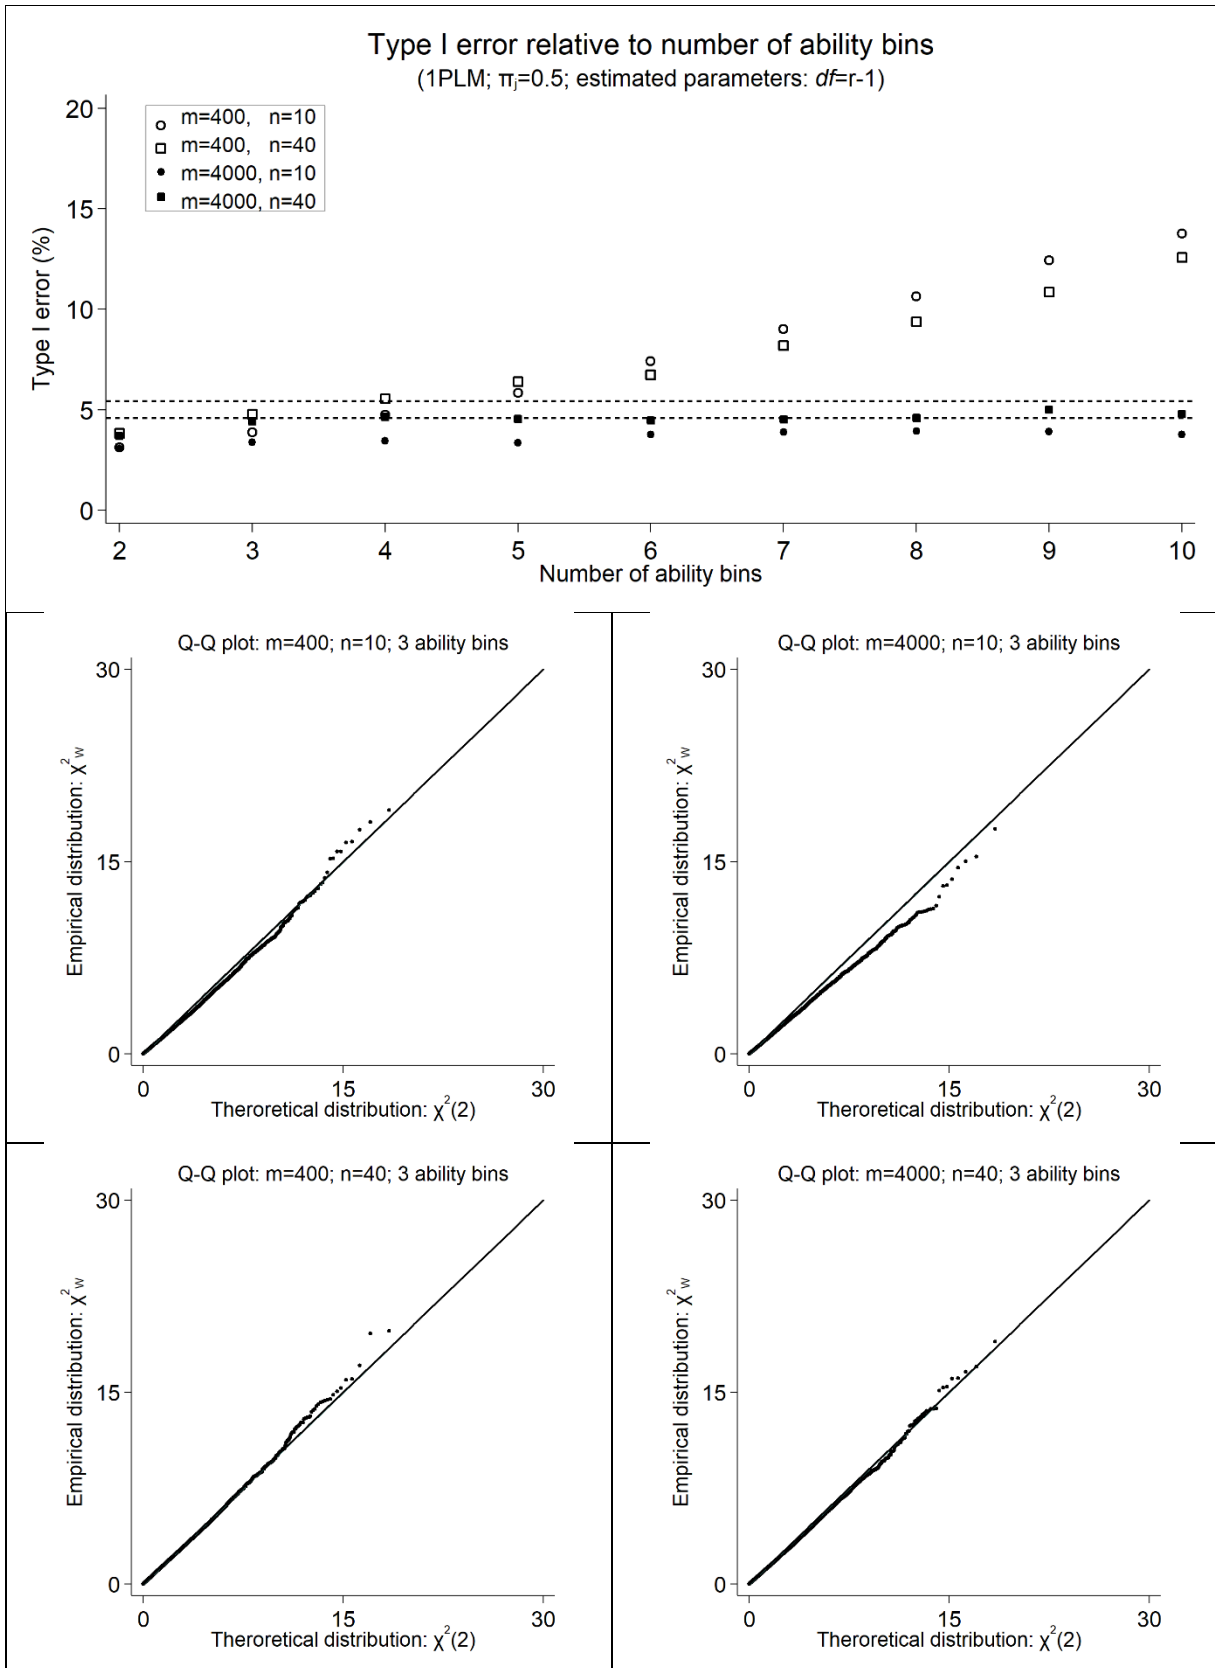 Type I error relative to number of ability bins
(1PLM; πⱼ=0.5; estimated parameters: df=r-1)
m=400, n=10
m=400, n=40
m=4000, n=10
m=4000, n=40
Type I error (%)
20
15
10
5
0
2 3 4 5 6 7 8 9 10
Number of ability bins
Q-Q plot: m=400; n=10; 3 ability bins
Empirical distribution: χ²w
30
15
0
0 15 30
Theroretical distribution: χ²(2)
Q-Q plot: m=4000; n=10; 3 ability bins
Empirical distribution: χ²w
30
15
0
0 15 30
Theroretical distribution: χ²(2)
Q-Q plot: m=400; n=40; 3 ability bins
Empirical distribution: χ²w
30
15
0
0 15 30
Theroretical distribution: χ²(2)
Q-Q plot: m=4000; n=40; 3 ability bins
Empirical distribution: χ²w
30
15
0
0 15 30
Theroretical distribution: χ²(2)